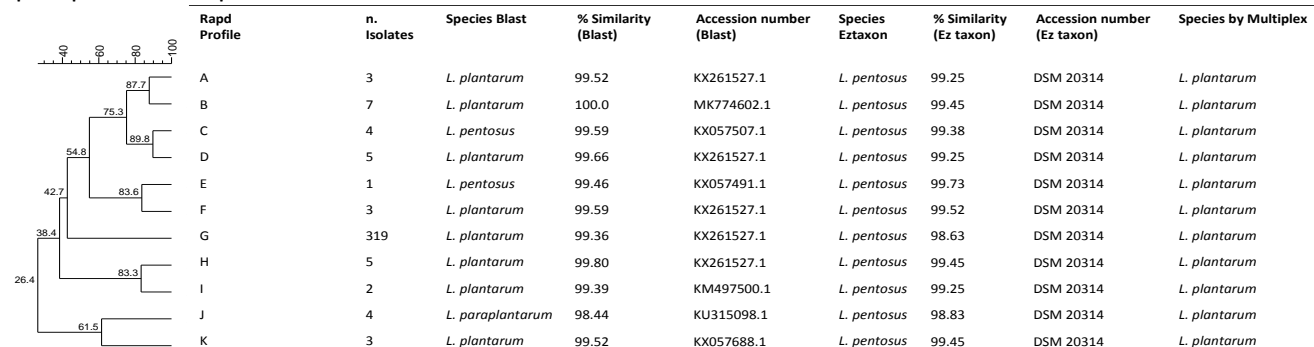 Rapd Profile n. Isolates Species Blast % Similarity (Blast) Accession number (Blast) Species Eztaxon % Similarity (Ez taxon) Accession number (Ez taxon) Species by Multiplex
40 60 80 100
A 3 L. plantarum 99.52 KX261527.1 L. pentosus 99.25 DSM 20314 L. plantarum
87.7
B 7 L. plantarum 100.0 MK774602.1 L. pentosus 99.45 DSM 20314 L. plantarum
75.3
C 4 L. pentosus 99.59 KX057507.1 L. pentosus 99.38 DSM 20314 L. plantarum
89.8
D 5 L. plantarum 99.66 KX261527.1 L. pentosus 99.25 DSM 20314 L. plantarum
54.8
E 1 L. pentosus 99.46 KX057491.1 L. pentosus 99.73 DSM 20314 L. plantarum
42.7 83.6
F 3 L. plantarum 99.59 KX261527.1 L. pentosus 99.52 DSM 20314 L. plantarum
38.4
G 319 L. plantarum 99.36 KX261527.1 L. pentosus 98.63 DSM 20314 L. plantarum
H 5 L. plantarum 99.80 KX261527.1 L. pentosus 99.45 DSM 20314 L. plantarum
26.4 83.3
I 2 L. plantarum 99.39 KM497500.1 L. pentosus 99.25 DSM 20314 L. plantarum
J 4 L. paraplantarum 98.44 KU315098.1 L. pentosus 98.83 DSM 20314 L. plantarum
61.5
K 3 L. plantarum 99.52 KX057688.1 L. pentosus 99.45 DSM 20314 L. plantarum